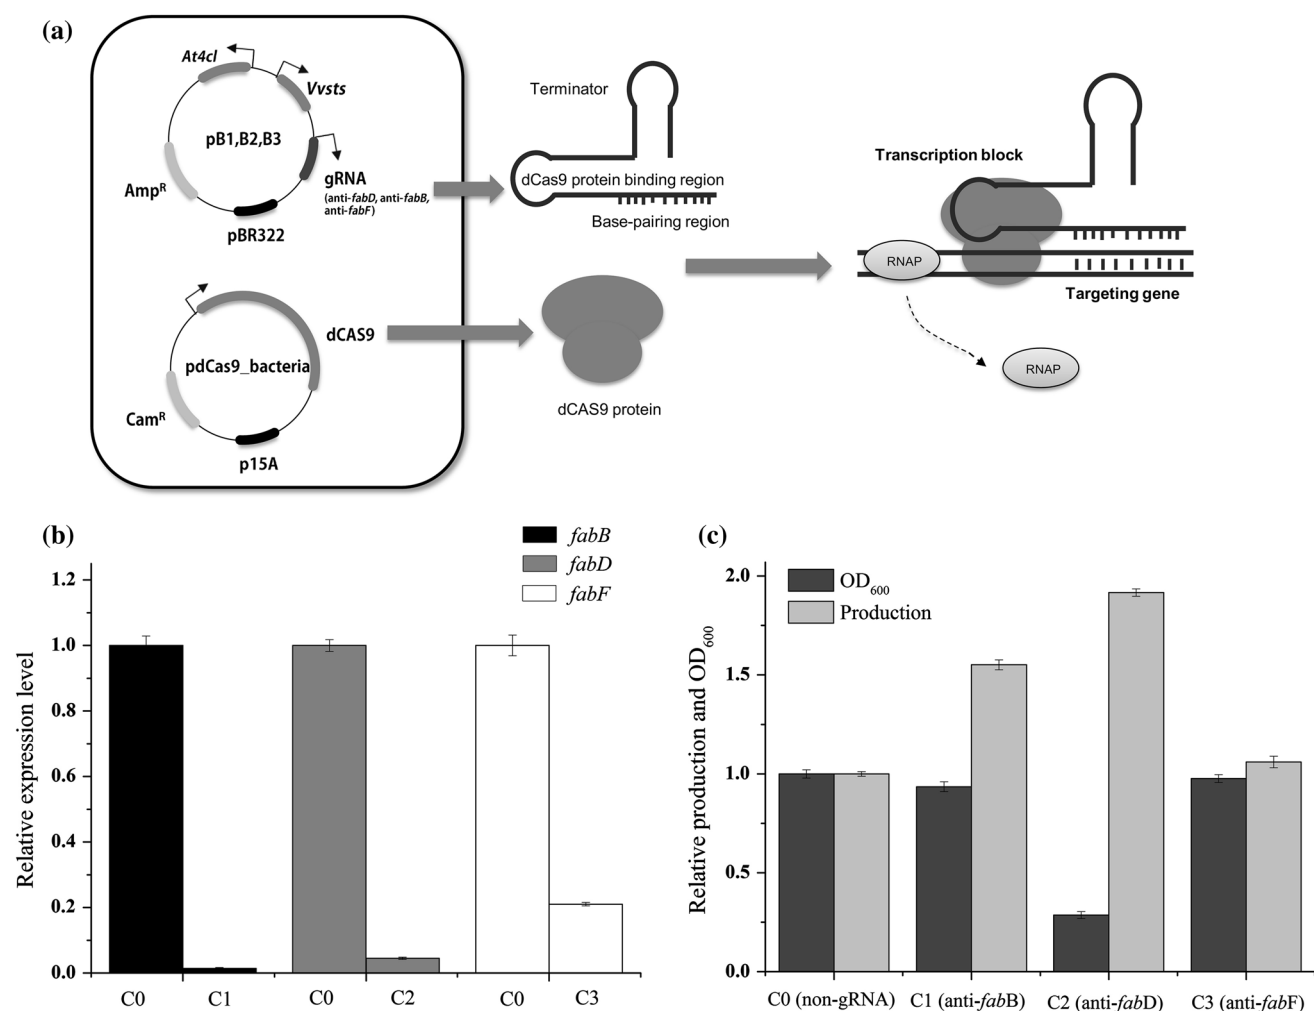 (a)
At4cl
Vvsts
pB1,B2,B3
Amp^R
gRNA
(anti-fabD, anti-fabB,
anti-fabF)
pBR322
dCAS9
pdCas9_bacteria
Cam^R
p15A
Terminator
dCas9 protein binding region
Base-pairing region
dCAS9 protein
Transcription block
RNAP
Targeting gene
RNAP
(b)
fabB
fabD
fabF
Relative expression level
1.2
1.0
0.8
0.6
0.4
0.2
0.0
C0
C1
C0
C2
C0
C3
(c)
OD600
Production
Relative production and OD600
2.0
1.5
1.0
0.5
0.0
C0 (non-gRNA)
C1 (anti-fabB)
C2 (anti-fabD)
C3 (anti-fabF)